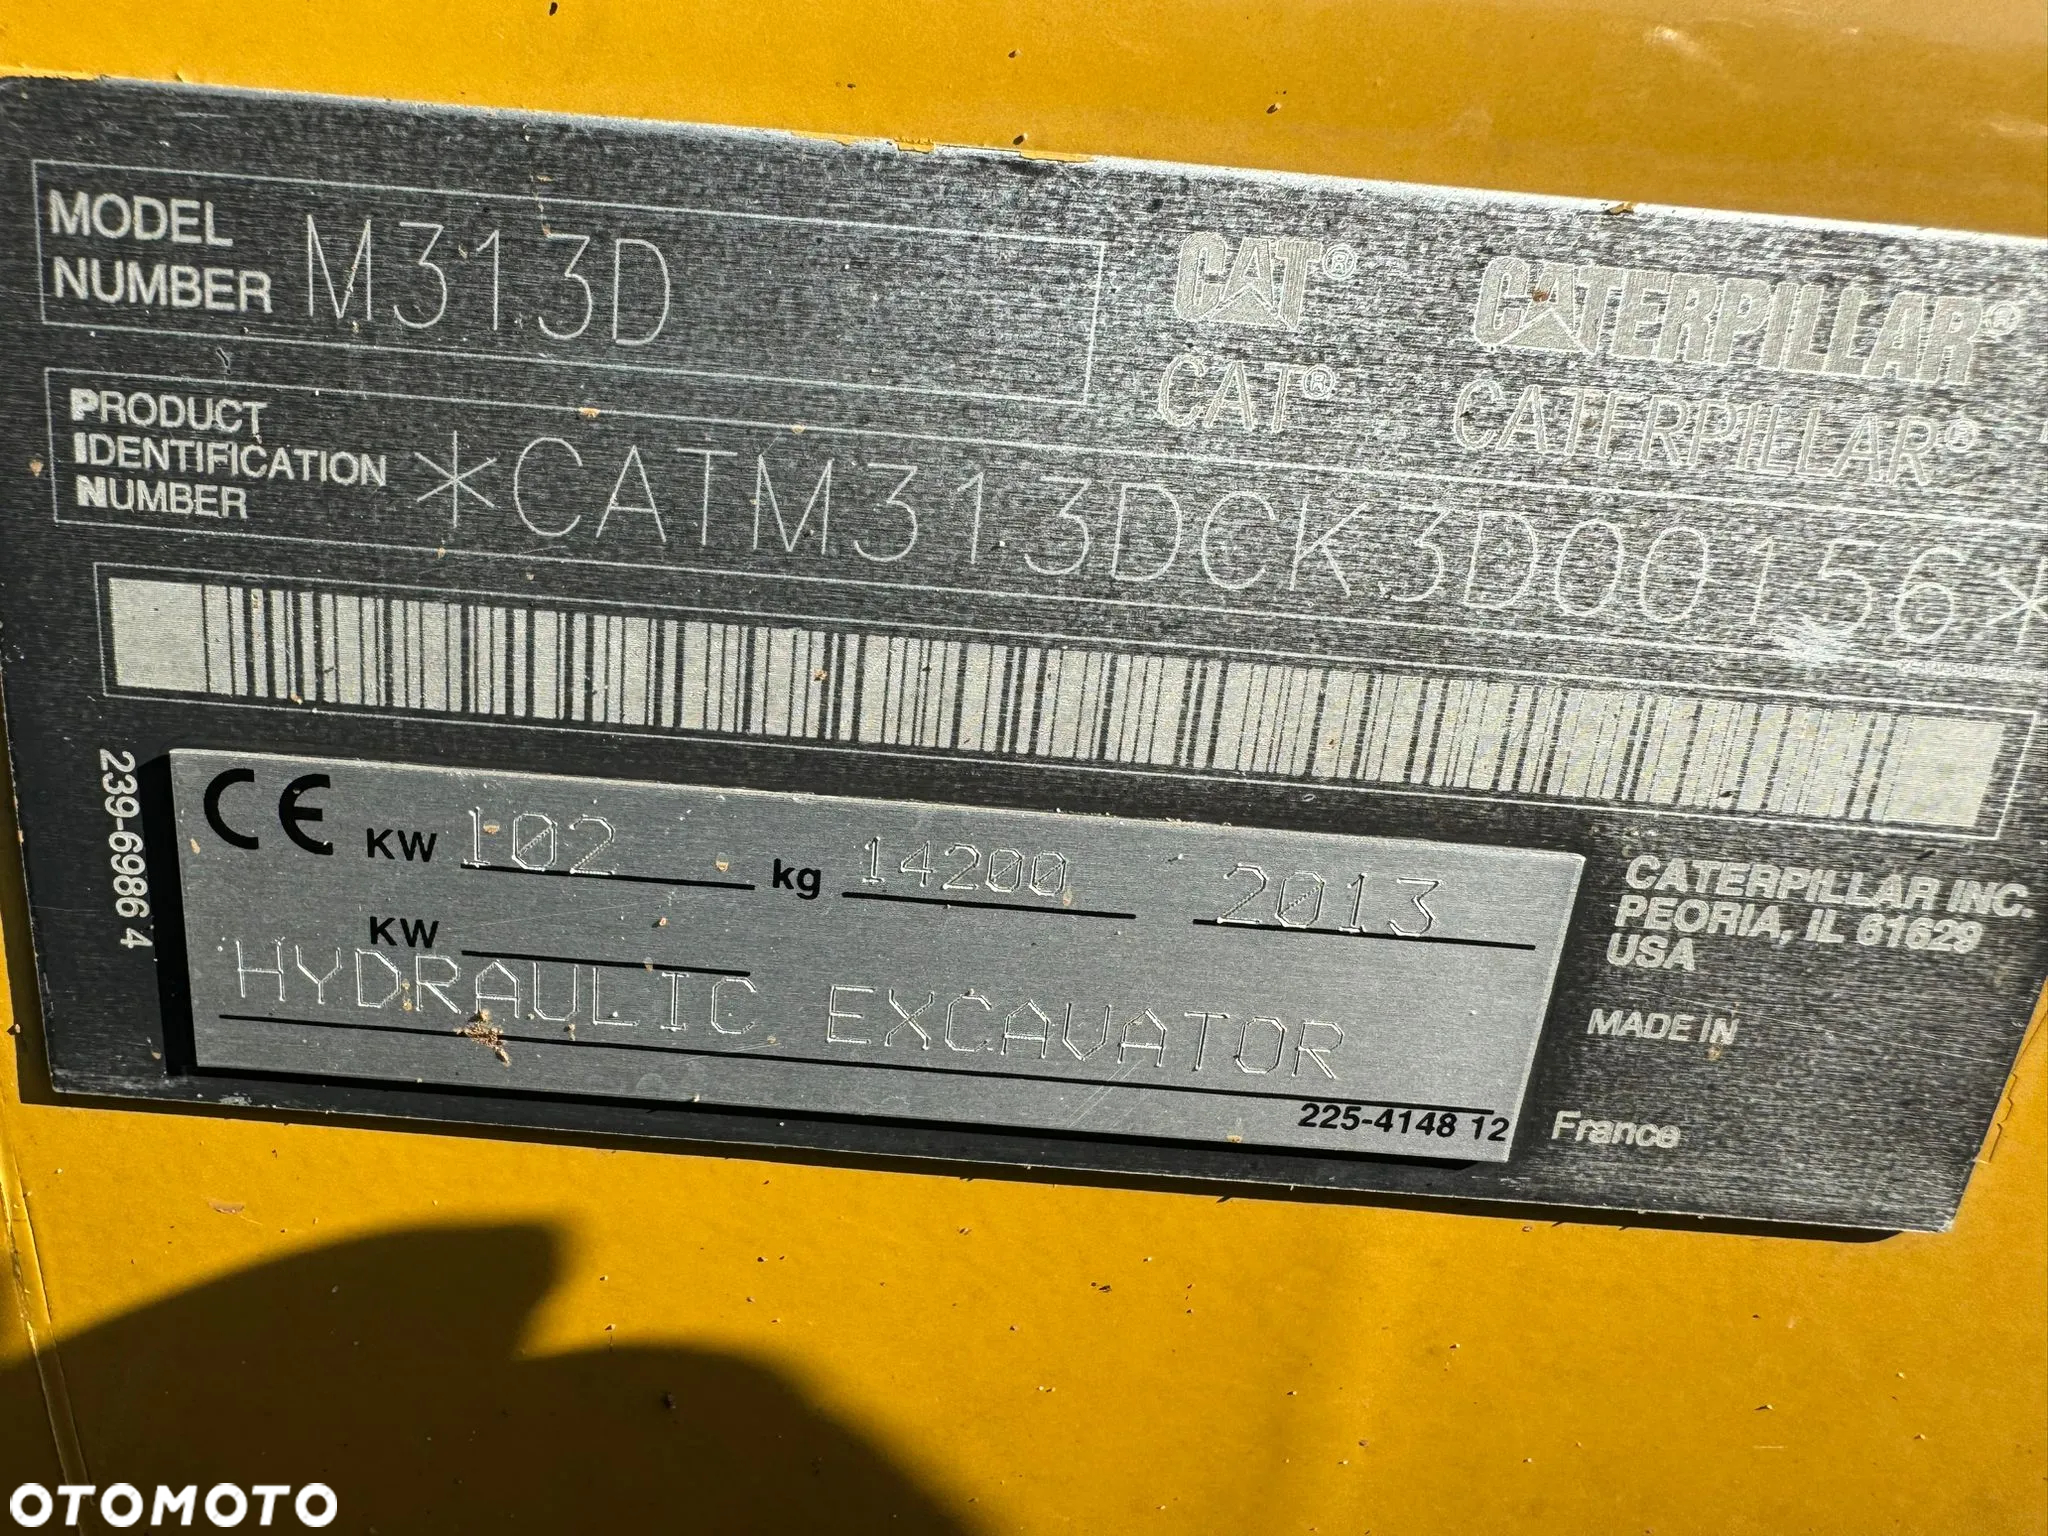 MODEL NUMBER M313D
CAT® CATERPILLAR®
CAT® CATERPILLAR®
PRODUCT IDENTIFICATION NUMBER *CATM313DCK3D00156*
239-6986 4
CE KW 102 kg 14200 2013
KW
HYDRAULIC EXCAVATOR
225-4148 12
CATERPILLAR INC.
PEORIA, IL 61629
USA
MADE IN
France
OTOMOTO